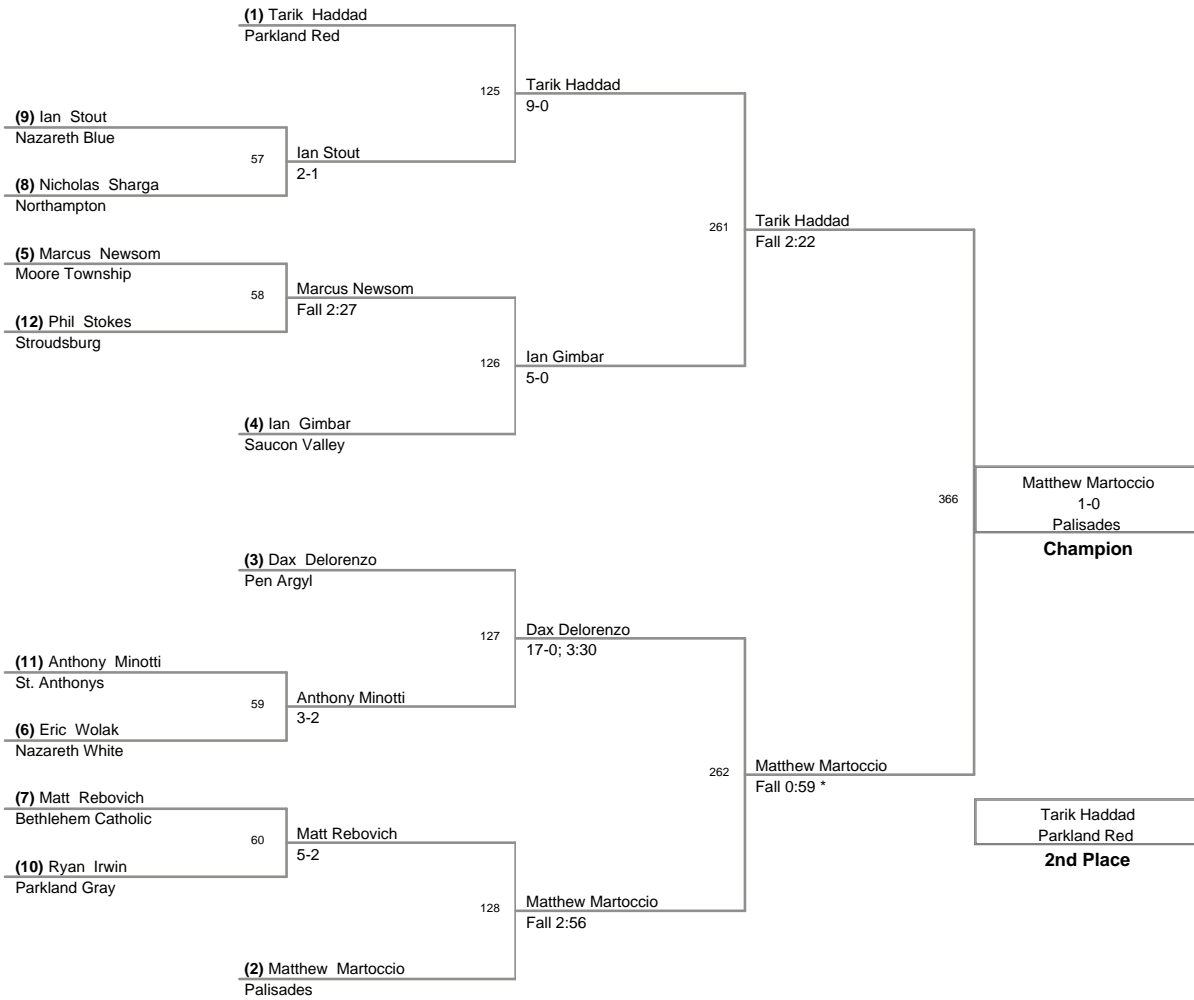 (1) Tarik Haddad
Parkland Red
125
Tarik Haddad
9-0
(9) Ian Stout
Nazareth Blue
57
Ian Stout
2-1
(8) Nicholas Sharga
Northampton
261
Tarik Haddad
Fall 2:22
(5) Marcus Newsom
Moore Township
58
Marcus Newsom
Fall 2:27
(12) Phil Stokes
Stroudsburg
126
Ian Gimbar
5-0
(4) Ian Gimbar
Saucon Valley
366
Matthew Martoccio
1-0
Palisades
Champion
(3) Dax Delorenzo
Pen Argyl
127
Dax Delorenzo
17-0; 3:30
(11) Anthony Minotti
St. Anthonys
59
Anthony Minotti
3-2
(6) Eric Wolak
Nazareth White
262
Matthew Martoccio
Fall 0:59 *
(7) Matt Rebovich
Bethlehem Catholic
60
Matt Rebovich
5-2
(10) Ryan Irwin
Parkland Gray
Tarik Haddad
Parkland Red
2nd Place
128
Matthew Martoccio
Fall 2:56
(2) Matthew Martoccio
Palisades